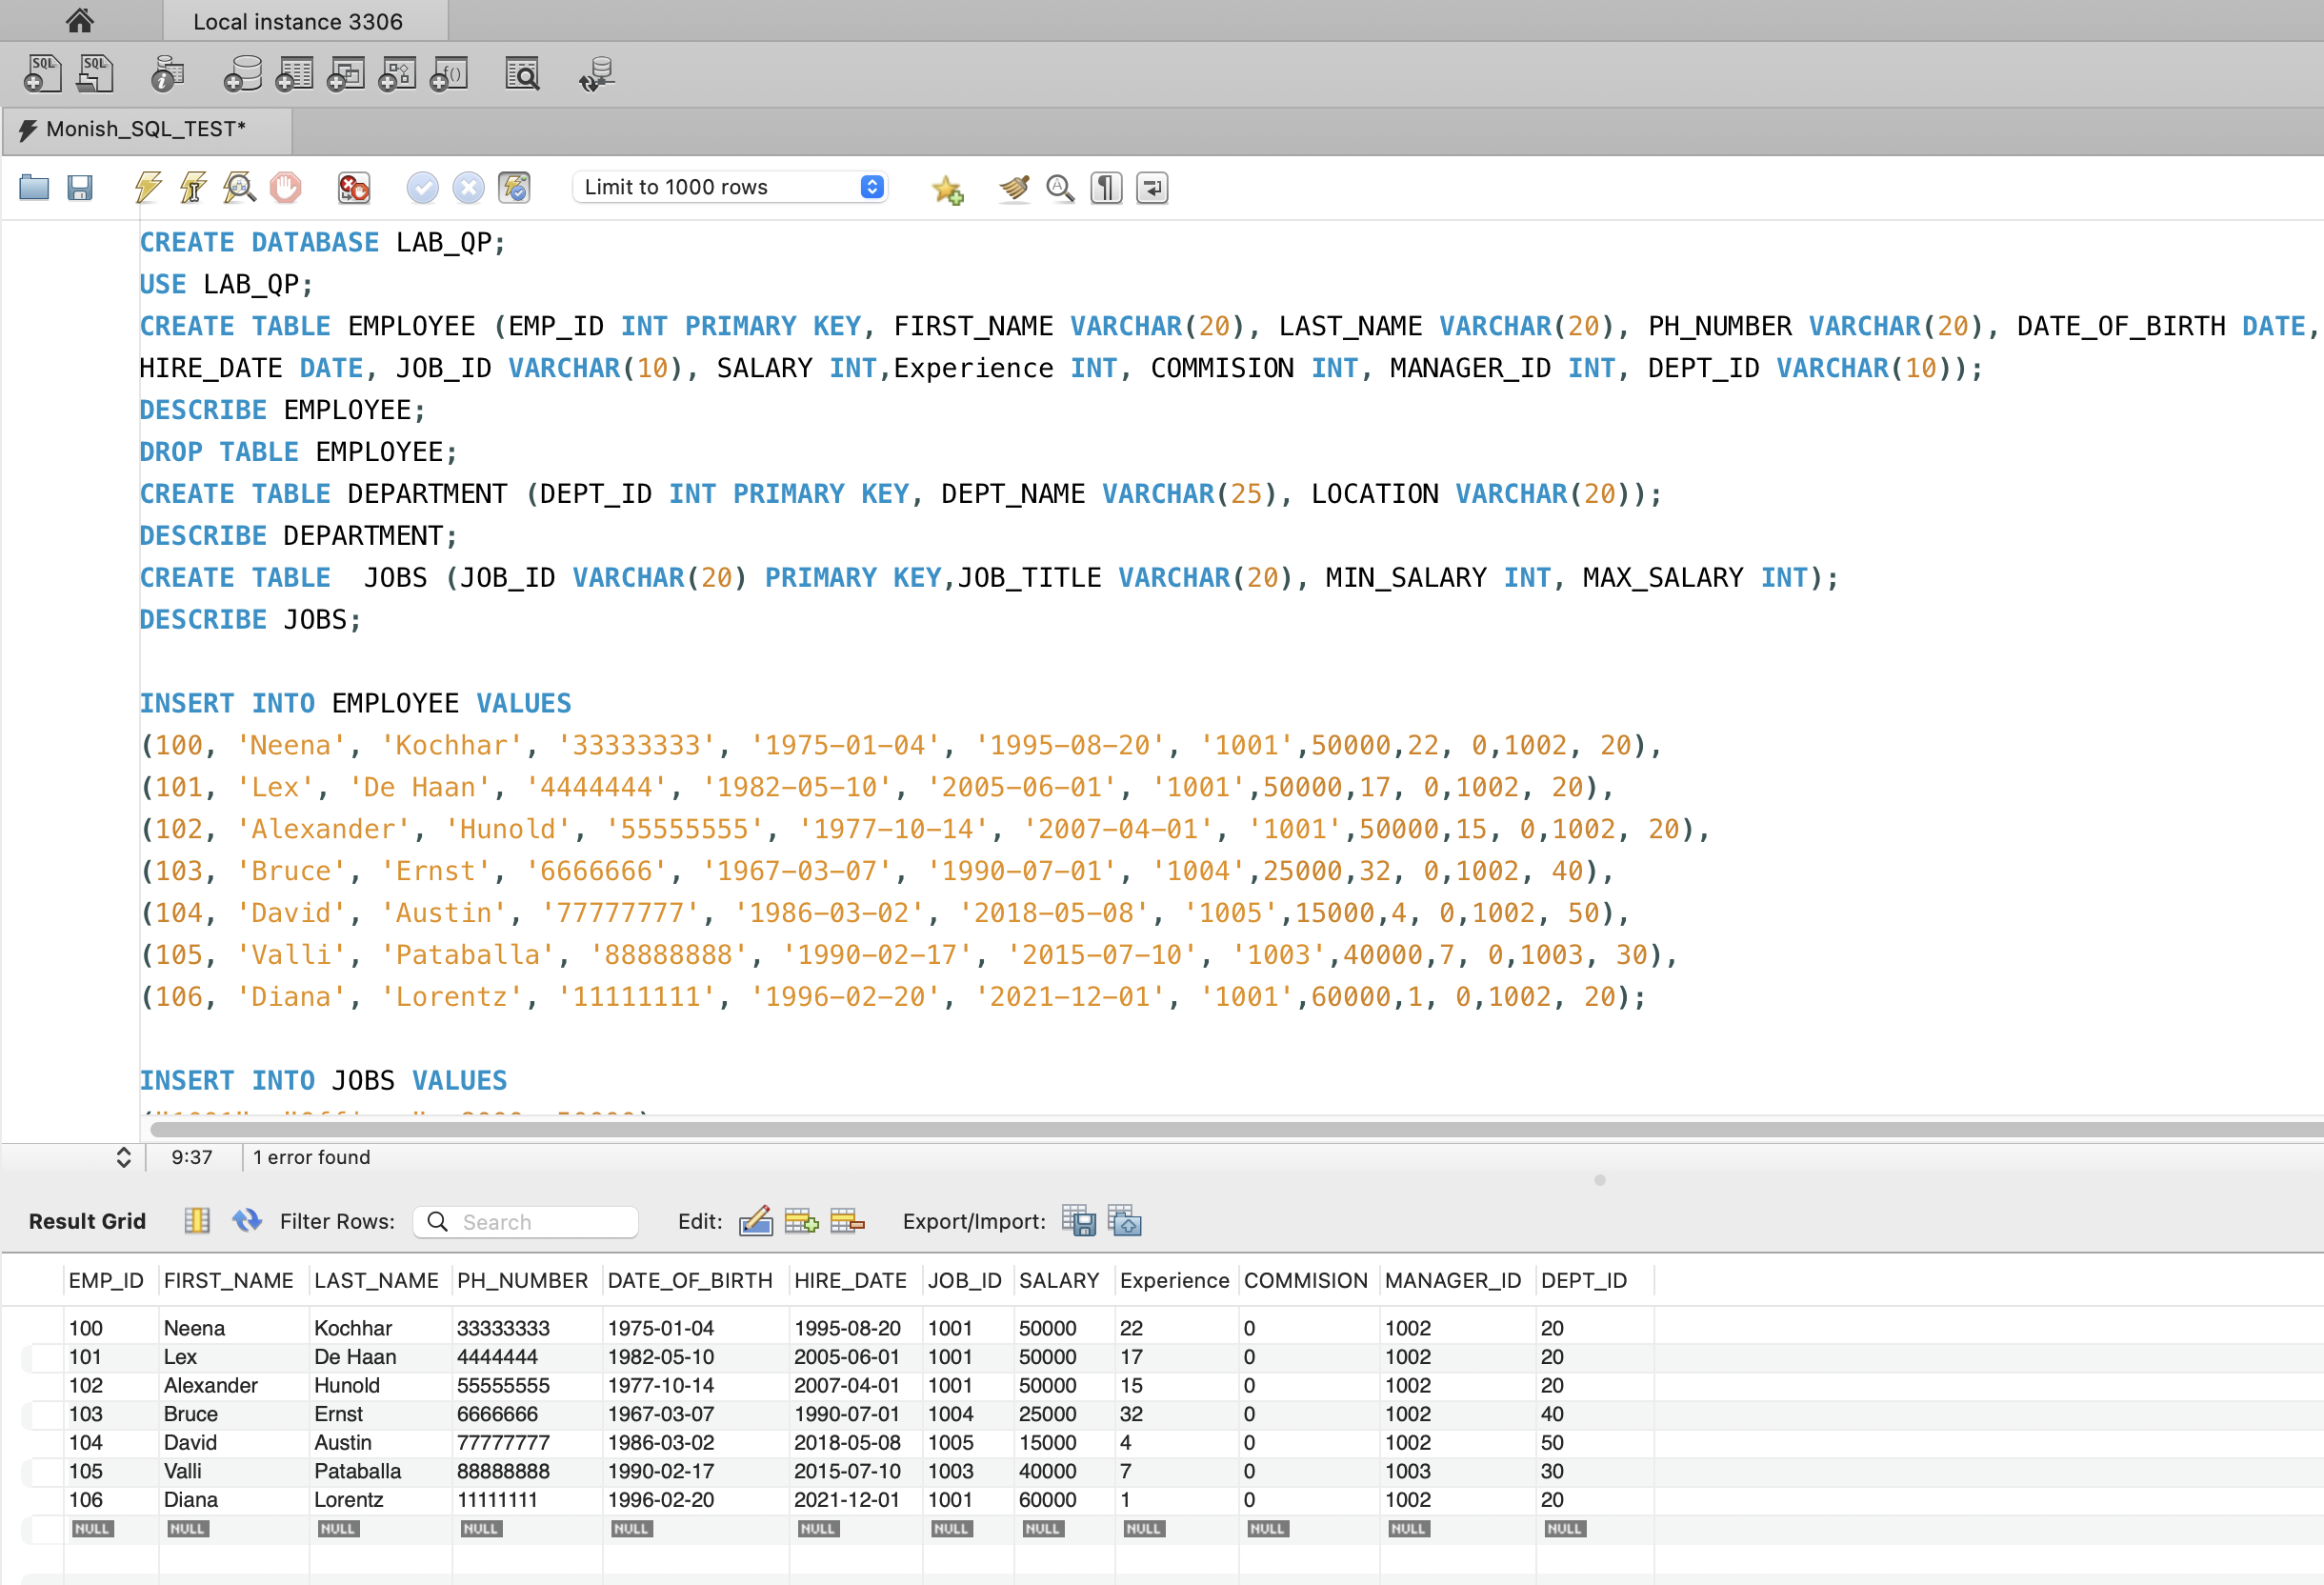 Local instance 3306
SQL SQL
Monish_SQL_TEST*
Limit to 1000 rows
CREATE DATABASE LAB_QP;
USE LAB_QP;
CREATE TABLE EMPLOYEE (EMP_ID INT PRIMARY KEY, FIRST_NAME VARCHAR(20), LAST_NAME VARCHAR(20), PH_NUMBER VARCHAR(20), DATE_OF_BIRTH DATE,
HIRE_DATE DATE, JOB_ID VARCHAR(10), SALARY INT,Experience INT, COMMISION INT, MANAGER_ID INT, DEPT_ID VARCHAR(10));
DESCRIBE EMPLOYEE;
DROP TABLE EMPLOYEE;
CREATE TABLE DEPARTMENT (DEPT_ID INT PRIMARY KEY, DEPT_NAME VARCHAR(25), LOCATION VARCHAR(20));
DESCRIBE DEPARTMENT;
CREATE TABLE  JOBS (JOB_ID VARCHAR(20) PRIMARY KEY,JOB_TITLE VARCHAR(20), MIN_SALARY INT, MAX_SALARY INT);
DESCRIBE JOBS;
INSERT INTO EMPLOYEE VALUES
(100, 'Neena', 'Kochhar', '33333333', '1975-01-04', '1995-08-20', '1001',50000,22, 0,1002, 20),
(101, 'Lex', 'De Haan', '4444444', '1982-05-10', '2005-06-01', '1001',50000,17, 0,1002, 20),
(102, 'Alexander', 'Hunold', '55555555', '1977-10-14', '2007-04-01', '1001',50000,15, 0,1002, 20),
(103, 'Bruce', 'Ernst', '6666666', '1967-03-07', '1990-07-01', '1004',25000,32, 0,1002, 40),
(104, 'David', 'Austin', '77777777', '1986-03-02', '2018-05-08', '1005',15000,4, 0,1002, 50),
(105, 'Valli', 'Pataballa', '88888888', '1990-02-17', '2015-07-10', '1003',40000,7, 0,1003, 30),
(106, 'Diana', 'Lorentz', '11111111', '1996-02-20', '2021-12-01', '1001',60000,1, 0,1002, 20);
INSERT INTO JOBS VALUES
9:37 1 error found
Result Grid Filter Rows: Search Edit: Export/Import:
EMP_ID FIRST_NAME LAST_NAME PH_NUMBER DATE_OF_BIRTH HIRE_DATE JOB_ID SALARY Experience COMMISION MANAGER_ID DEPT_ID
100 Neena Kochhar 33333333 1975-01-04 1995-08-20 1001 50000 22 0 1002 20
101 Lex De Haan 4444444 1982-05-10 2005-06-01 1001 50000 17 0 1002 20
102 Alexander Hunold 55555555 1977-10-14 2007-04-01 1001 50000 15 0 1002 20
103 Bruce Ernst 6666666 1967-03-07 1990-07-01 1004 25000 32 0 1002 40
104 David Austin 77777777 1986-03-02 2018-05-08 1005 15000 4 0 1002 50
105 Valli Pataballa 88888888 1990-02-17 2015-07-10 1003 40000 7 0 1003 30
106 Diana Lorentz 11111111 1996-02-20 2021-12-01 1001 60000 1 0 1002 20
NULL NULL NULL NULL NULL NULL NULL NULL NULL NULL NULL NULL